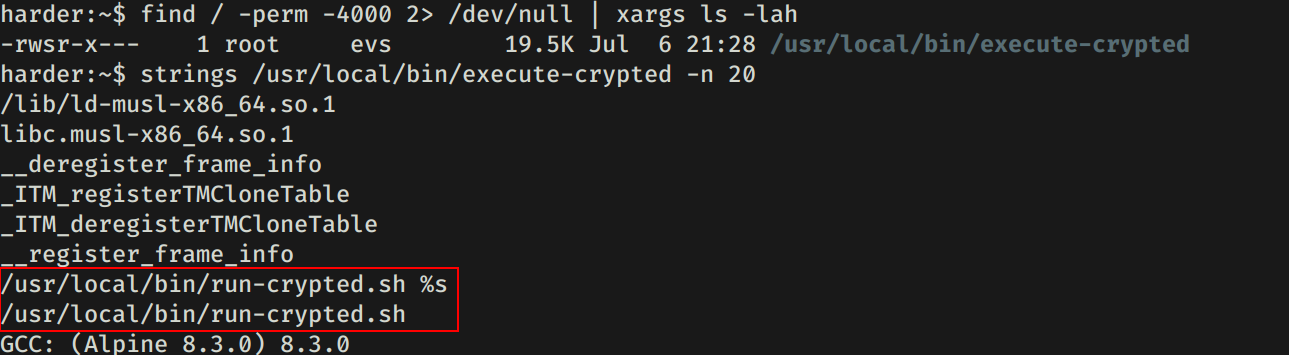 harder:~$ find / -perm -4000 2> /dev/null | xargs ls -lah
-rwsr-x---    1 root     evs        19.5K Jul  6 21:28 /usr/local/bin/execute-crypted
harder:~$ strings /usr/local/bin/execute-crypted -n 20
/lib/ld-musl-x86_64.so.1
libc.musl-x86_64.so.1
__deregister_frame_info
_ITM_registerTMCloneTable
_ITM_deregisterTMCloneTable
__register_frame_info
/usr/local/bin/run-crypted.sh %s
/usr/local/bin/run-crypted.sh
GCC: (Alpine 8.3.0) 8.3.0